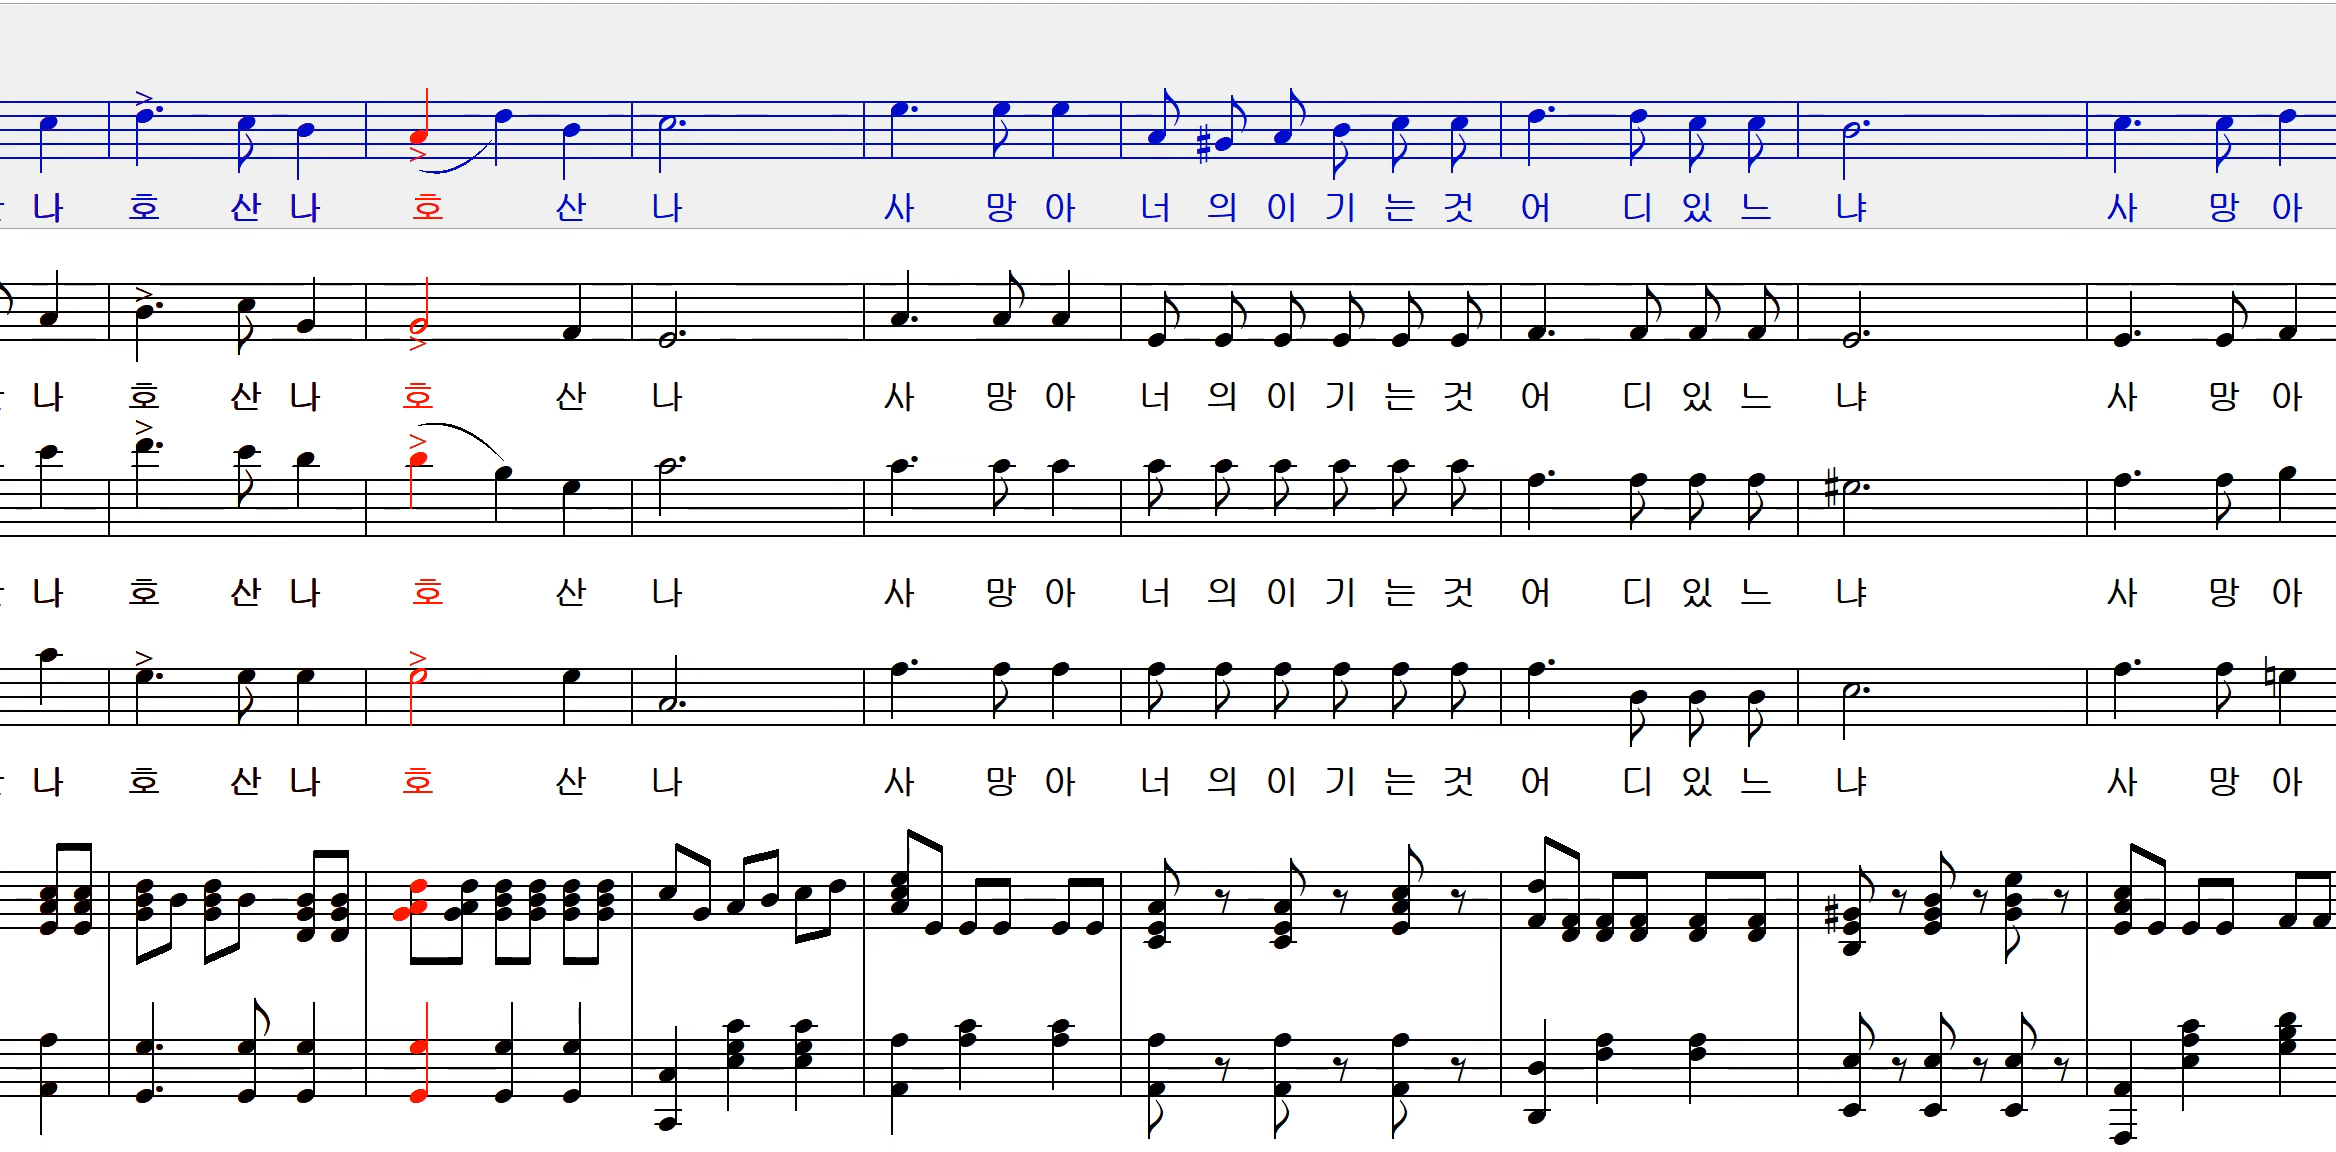 나 호 산 나 호 산 나 사 망 아 너 의 이 기 는 것 어 디 있 느 냐 사 망 아
나 호 산 나 호 산 나 사 망 아 너 의 이 기 는 것 어 디 있 느 냐 사 망 아
나 호 산 나 호 산 나 사 망 아 너 의 이 기 는 것 어 디 있 느 냐 사 망 아
나 호 산 나 호 산 나 사 망 아 너 의 이 기 는 것 어 디 있 느 냐 사 망 아